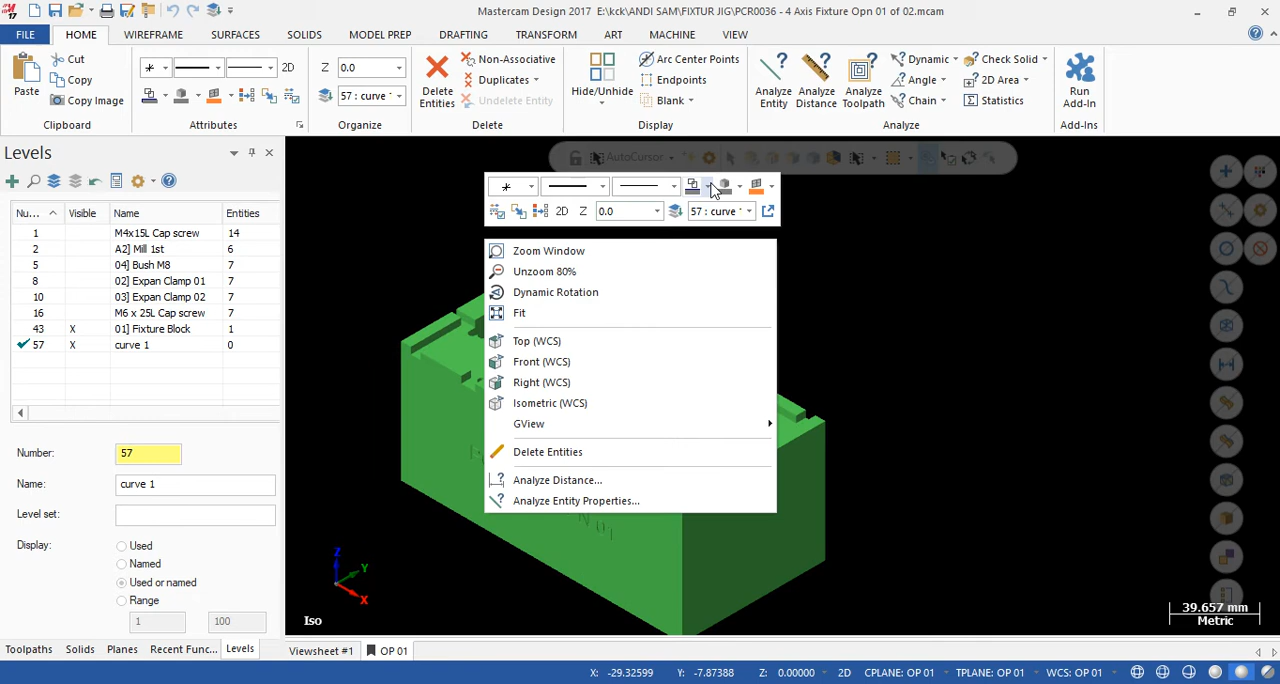 17
Mastercam Design 2017 E:\kck\ANDI SAM\FIXTUR JIG\PCR0036 - 4 Axis Fixture Opn 01 of 02.mcam
FILE HOME WIREFRAME SURFACES SOLIDS MODEL PREP DRAFTING TRANSFORM ART MACHINE VIEW
Paste
Cut
Copy
Copy Image
Clipboard
2D
Attributes
Z 0.0
57 : curve
Organize
Delete Entities
Non-Associative
Duplicates
Undelete Entity
Delete
Hide/Unhide
Arc Center Points
Endpoints
Blank
Display
Analyze Entity
Analyze Distance
Analyze Toolpath
Dynamic
Angle
Chain
Check Solid
2D Area
Statistics
Analyze
Run Add-In
Add-Ins
Levels
Nu... Visible Name Entities
1 M4x15L Cap screw 14
2 A2] Mill 1st 6
5 04] Bush M8 7
8 02] Expan Clamp 01 7
10 03] Expan Clamp 02 7
16 M6 x 25L Cap screw 7
43 X 01] Fixture Block 1
57 X curve 1 0
Number: 57
Name: curve 1
Level set:
Display: Used
Named
Used or named
Range
1 100
AutoCursor
2D Z 0.0 57 : curve
Zoom Window
Unzoom 80%
Dynamic Rotation
Fit
Top (WCS)
Front (WCS)
Right (WCS)
Isometric (WCS)
GView
Delete Entities
Analyze Distance...
Analyze Entity Properties...
Z
Y
X
Iso
39.657 mm
Metric
Toolpaths Solids Planes Recent Func... Levels
Viewsheet #1 OP 01
X: -29.32599 Y: -7.87388 Z: 0.00000 2D CPLANE: OP 01 TPLANE: OP 01 WCS: OP 01